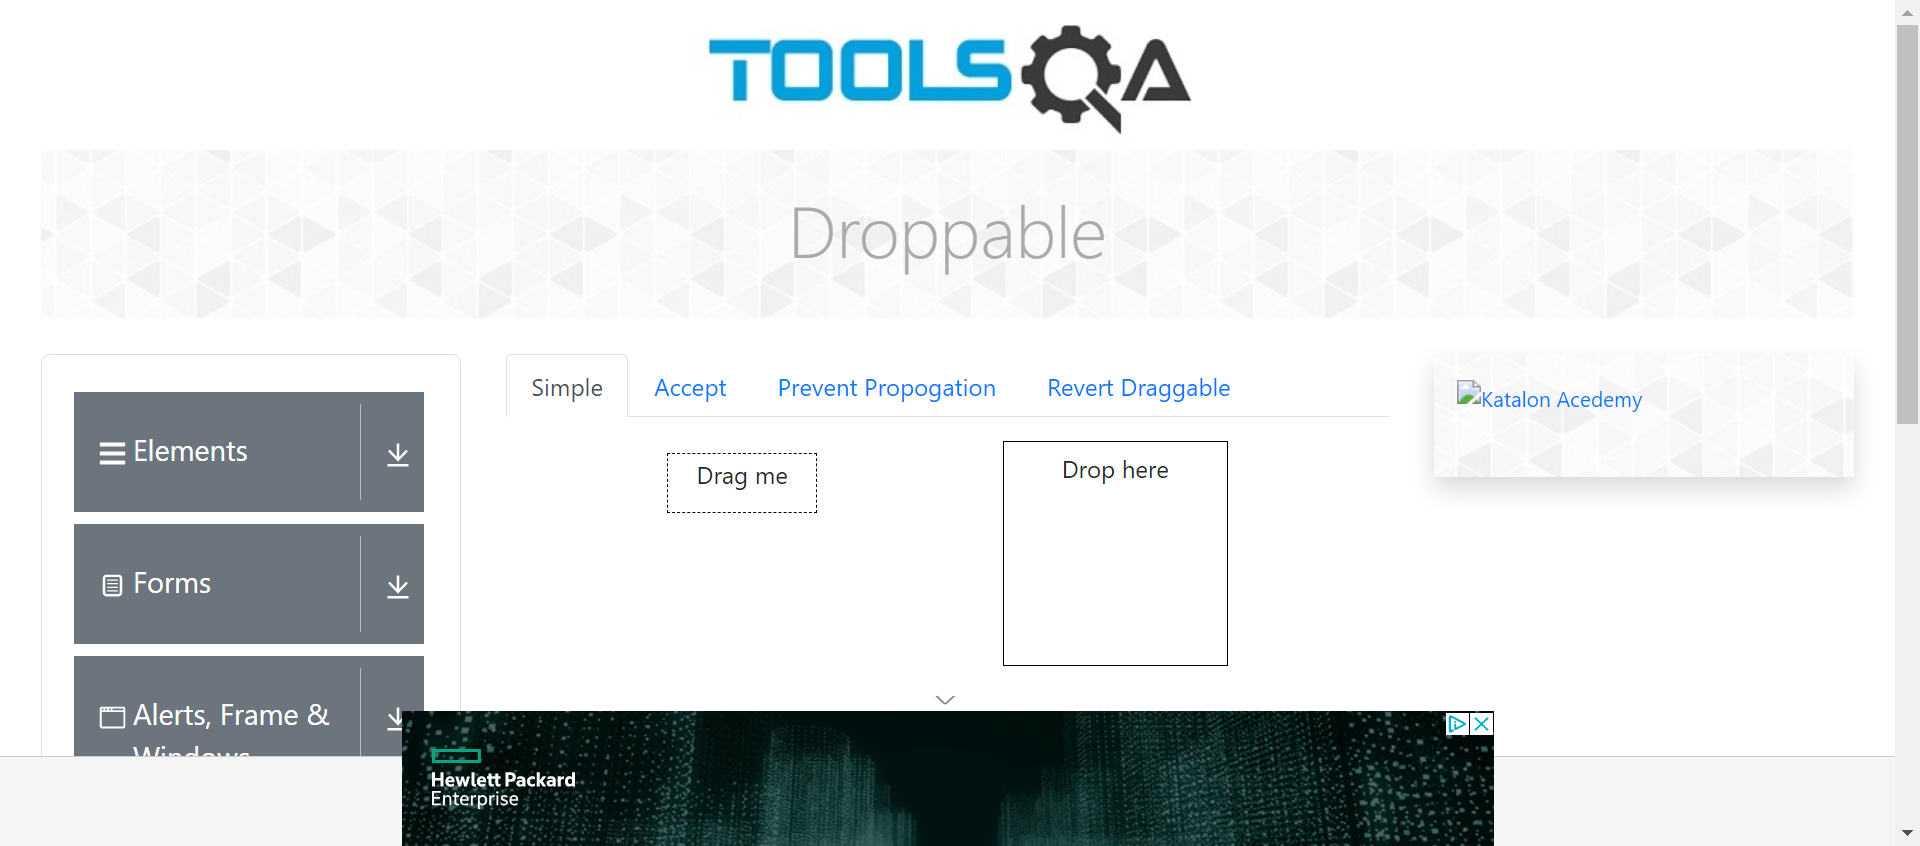 TOOLSQA
Droppable
Simple
Accept
Prevent Propogation
Revert Draggable
Katalon Acedemy
Elements
Drag me
Drop here
Forms
Alerts, Frame &
Windows
Hewlett Packard
Enterprise